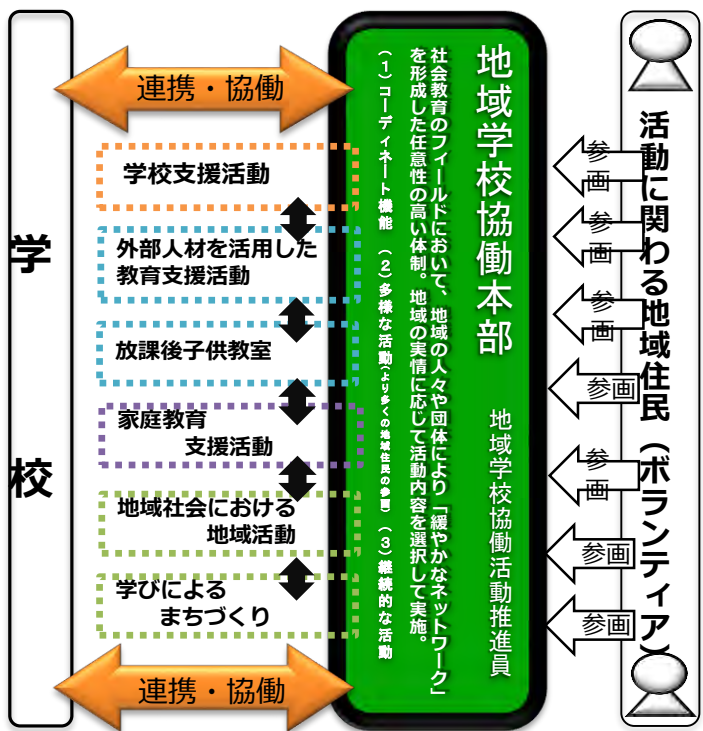 学校
連携・協働
学校支援活動
外部人材を活用した
教育支援活動
放課後子供教室
家庭教育
支援活動
地域社会における
地域活動
学びによる
まちづくり
連携・協働
地域学校協働本部
地域学校協働活動推進員
社会教育のフィールドにおいて、地域の人々や団体により「緩やかなネットワーク」
を形成した任意性の高い体制。地域の実情に応じて活動内容を選択して実施。
（１）コーディネート機能　（２）多様な活動（より多くの地域住民の参画）（３）継続的な活動
参画
参画
参画
参画
参画
参画
参画
活動に関わる地域住民（ボランティア）